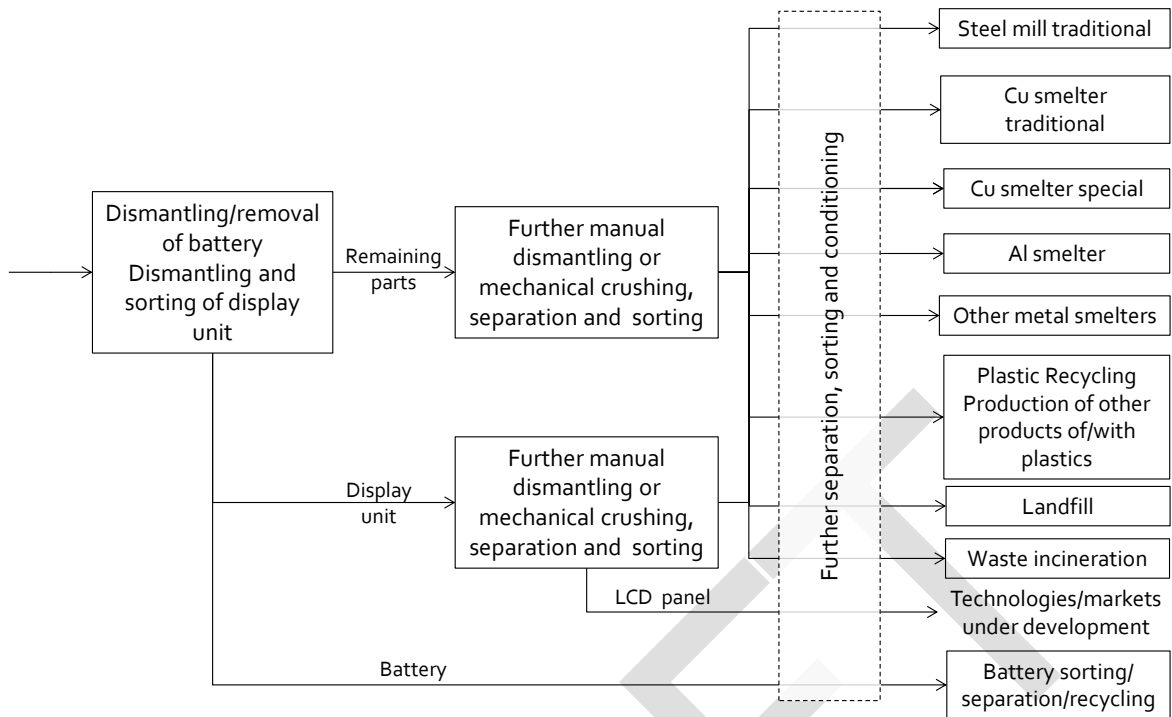 Steel mill traditional
Cu smelter
traditional
Cu smelter special
Al smelter
Other metal smelters
Plastic Recycling
Production of other
products of/with
plastics
Landfill
Waste incineration
Technologies/markets
under development
Battery sorting/
separation/recycling
Further separation, sorting and conditioning
Dismantling/removal
of battery
Dismantling and
sorting of display
unit
Remaining
parts
Further manual
dismantling or
mechanical crushing,
separation and sorting
Display
unit
Further manual
dismantling or
mechanical crushing,
separation and sorting
LCD panel
Battery